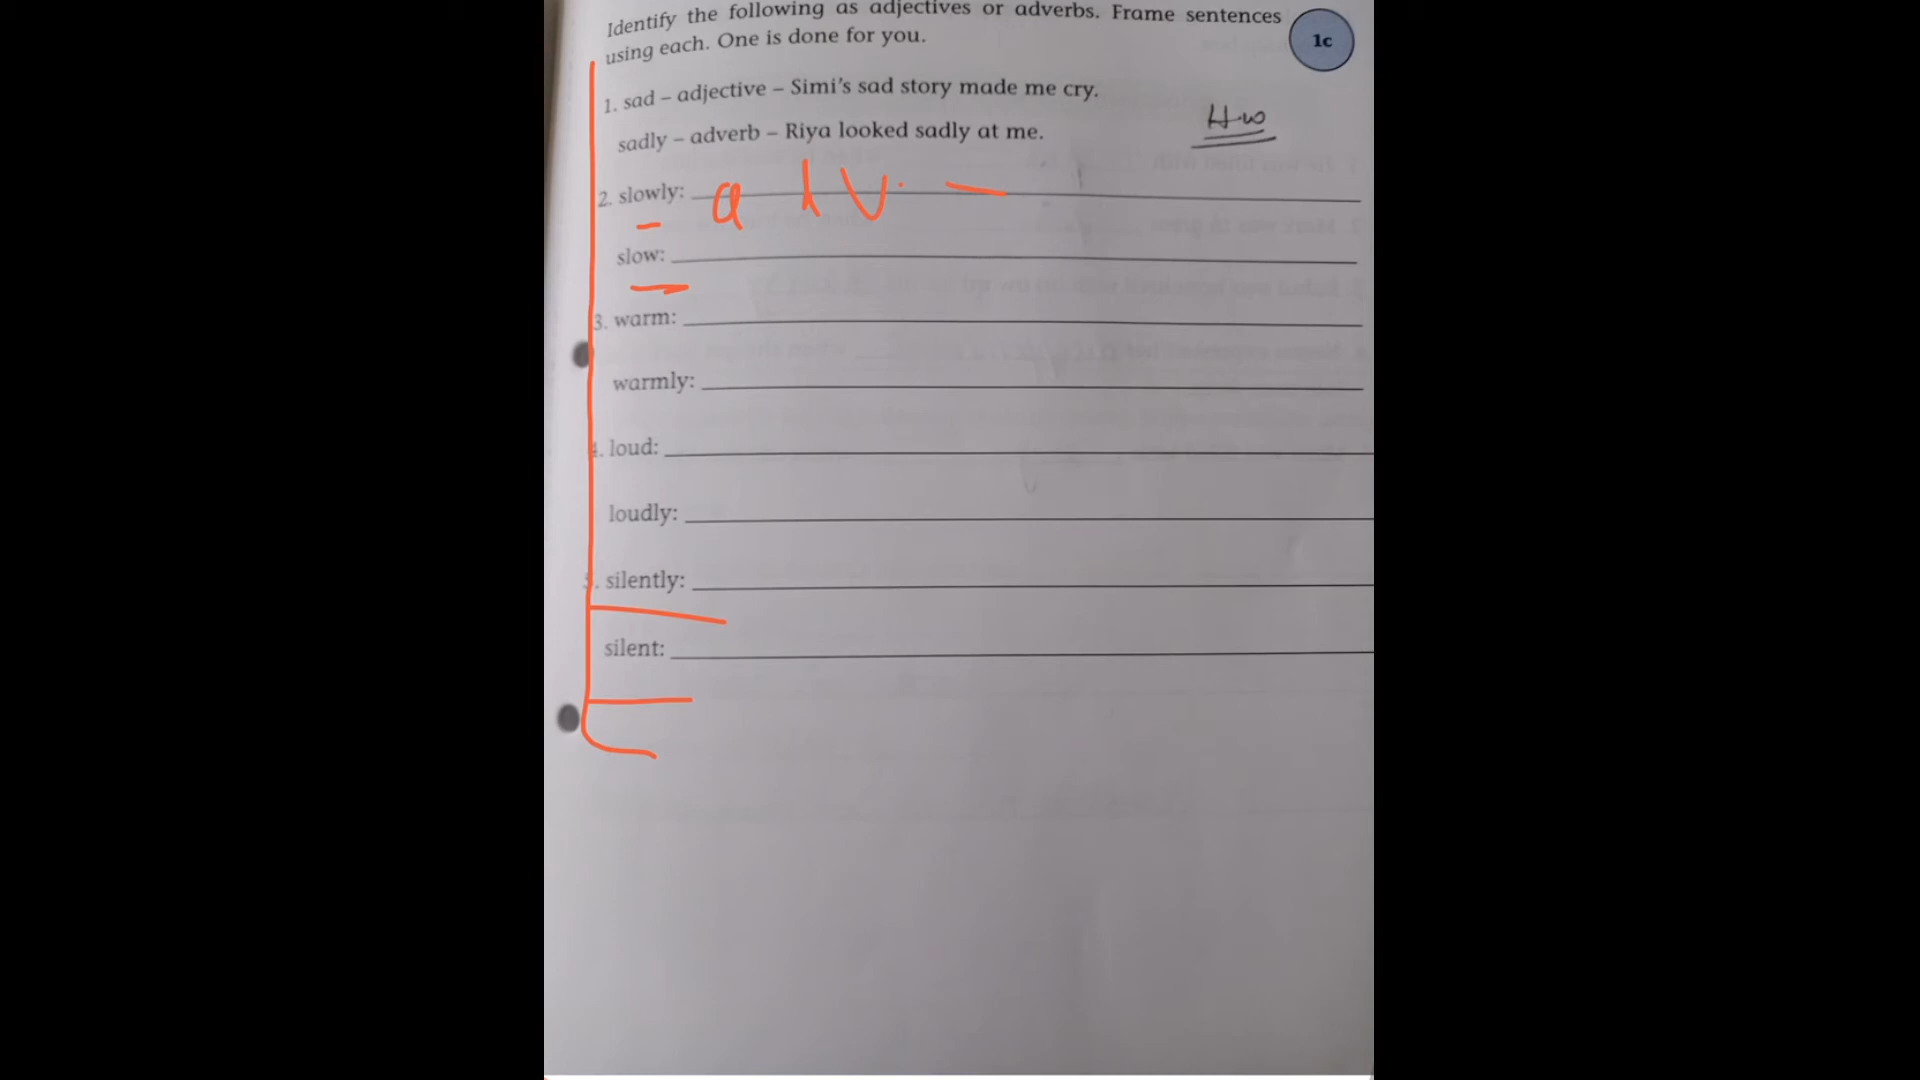 Identify the following as adjectives or adverbs. Frame sentences
using each. One is done for you.
1c
1. sad – adjective – Simi's sad story made me cry.
H.w
sadly – adverb – Riya looked sadly at me.
2. slowly: adv. —
slow:
3. warm:
warmly:
4. loud:
loudly:
5. silently:
silent: